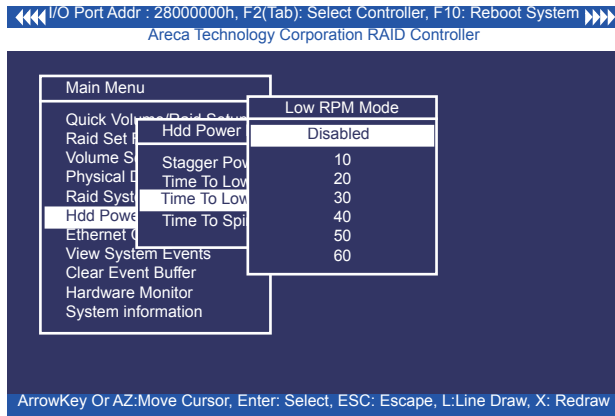 I/O Port Addr : 28000000h, F2(Tab): Select Controller, F10: Reboot System
Areca Technology Corporation RAID Controller
Main Menu
Quick Volume/Raid Setup
Raid Set
Volume S
Physical D
Raid Syst
Hdd Powe
Ethernet C
View System Events
Clear Event Buffer
Hardware Monitor
System information
Hdd Power
Stagger Pow
Time To Low
Time To Low
Time To Spi
Low RPM Mode
Disabled
10
20
30
40
50
60
ArrowKey Or AZ:Move Cursor, Enter: Select, ESC: Escape, L:Line Draw, X: Redraw